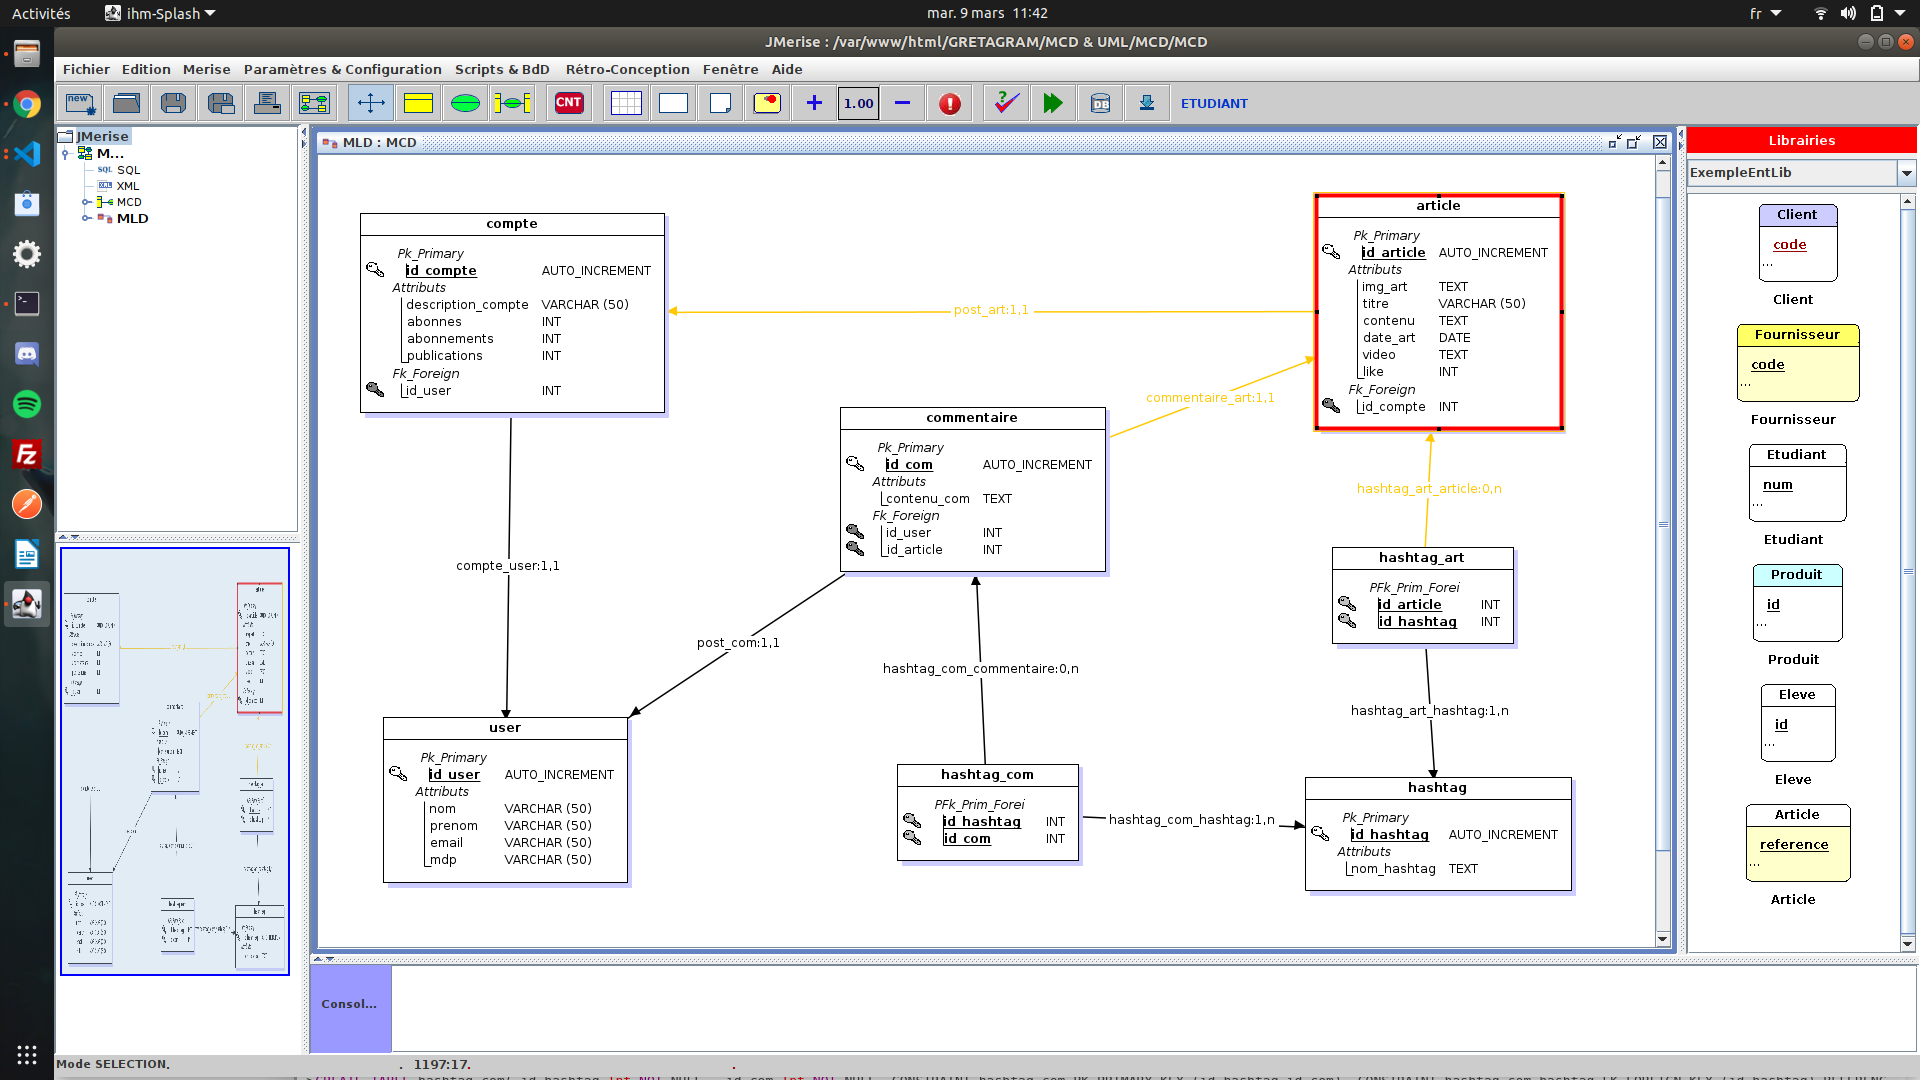 Activités
ihm-Splash
mar. 9 mars 11:42
fr
JMerise : /var/www/html/GRETAGRAM/MCD & UML/MCD/MCD
Fichier Edition Merise Paramètres & Configuration Scripts & BdD Rétro-Conception Fenêtre Aide
new CNT 1.00 DB ETUDIANT
JMerise
M...
SQL SQL
XML
MCD
MLD
MLD : MCD
compte
Pk_Primary
id_compte AUTO_INCREMENT
Attributs
description_compte VARCHAR (50)
abonnes INT
abonnements INT
publications INT
Fk_Foreign
id_user INT
post_art:1,1
article
Pk_Primary
id_article AUTO_INCREMENT
Attributs
img_art TEXT
titre VARCHAR (50)
contenu TEXT
date_art DATE
video TEXT
like INT
Fk_Foreign
id_compte INT
commentaire_art:1,1
commentaire
Pk_Primary
id_com AUTO_INCREMENT
Attributs
contenu_com TEXT
Fk_Foreign
id_user INT
id_article INT
hashtag_art_article:0,n
hashtag_art
PFk_Prim_Forei
id_article INT
id_hashtag INT
compte_user:1,1
post_com:1,1
hashtag_com_commentaire:0,n
hashtag_art_hashtag:1,n
user
Pk_Primary
id_user AUTO_INCREMENT
Attributs
nom VARCHAR (50)
prenom VARCHAR (50)
email VARCHAR (50)
mdp VARCHAR (50)
hashtag_com
PFk_Prim_Forei
id_hashtag INT
id_com INT
hashtag_com_hashtag:1,n
hashtag
Pk_Primary
id_hashtag AUTO_INCREMENT
Attributs
nom_hashtag TEXT
Librairies
ExempleEntLib
Client
code
...
Client
Fournisseur
code
...
Fournisseur
Etudiant
num
...
Etudiant
Produit
id
...
Produit
Eleve
id
...
Eleve
Article
reference
...
Article
Consol...
Mode SELECTION. . 1197:17. .